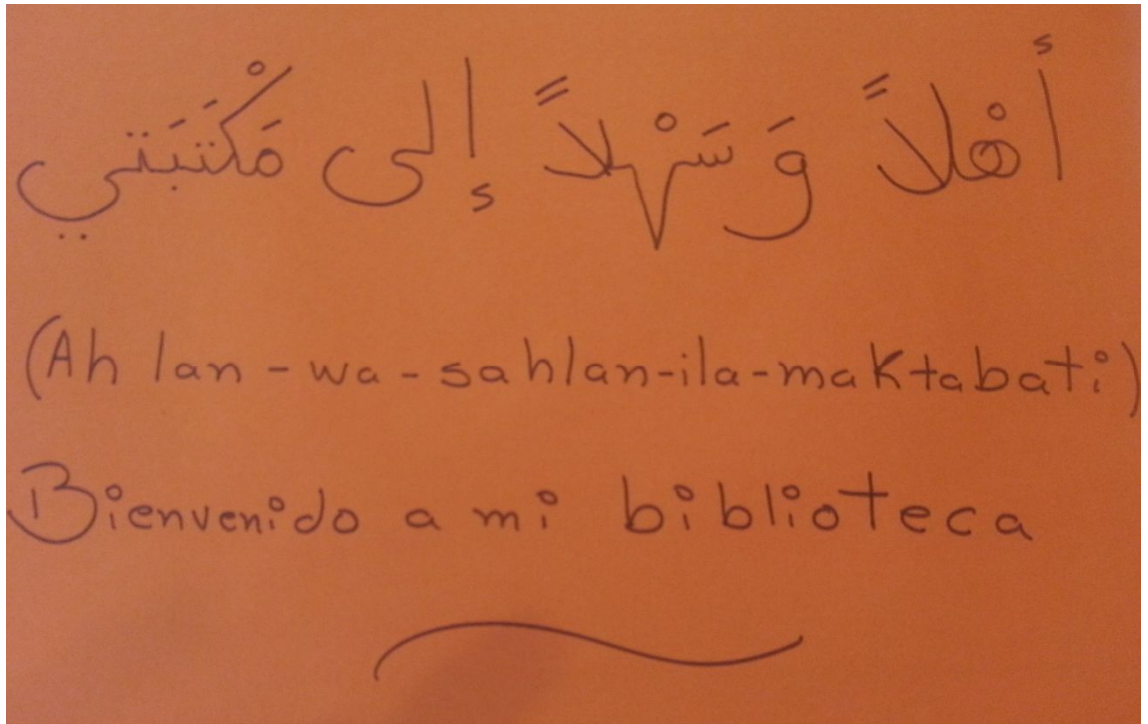 أَهْلاً وَ سَهْلاً إِلى مَكْتَبَتي
(Ah lan - wa - sahlan-ila-maktabati)
Bienvenido a mi biblioteca